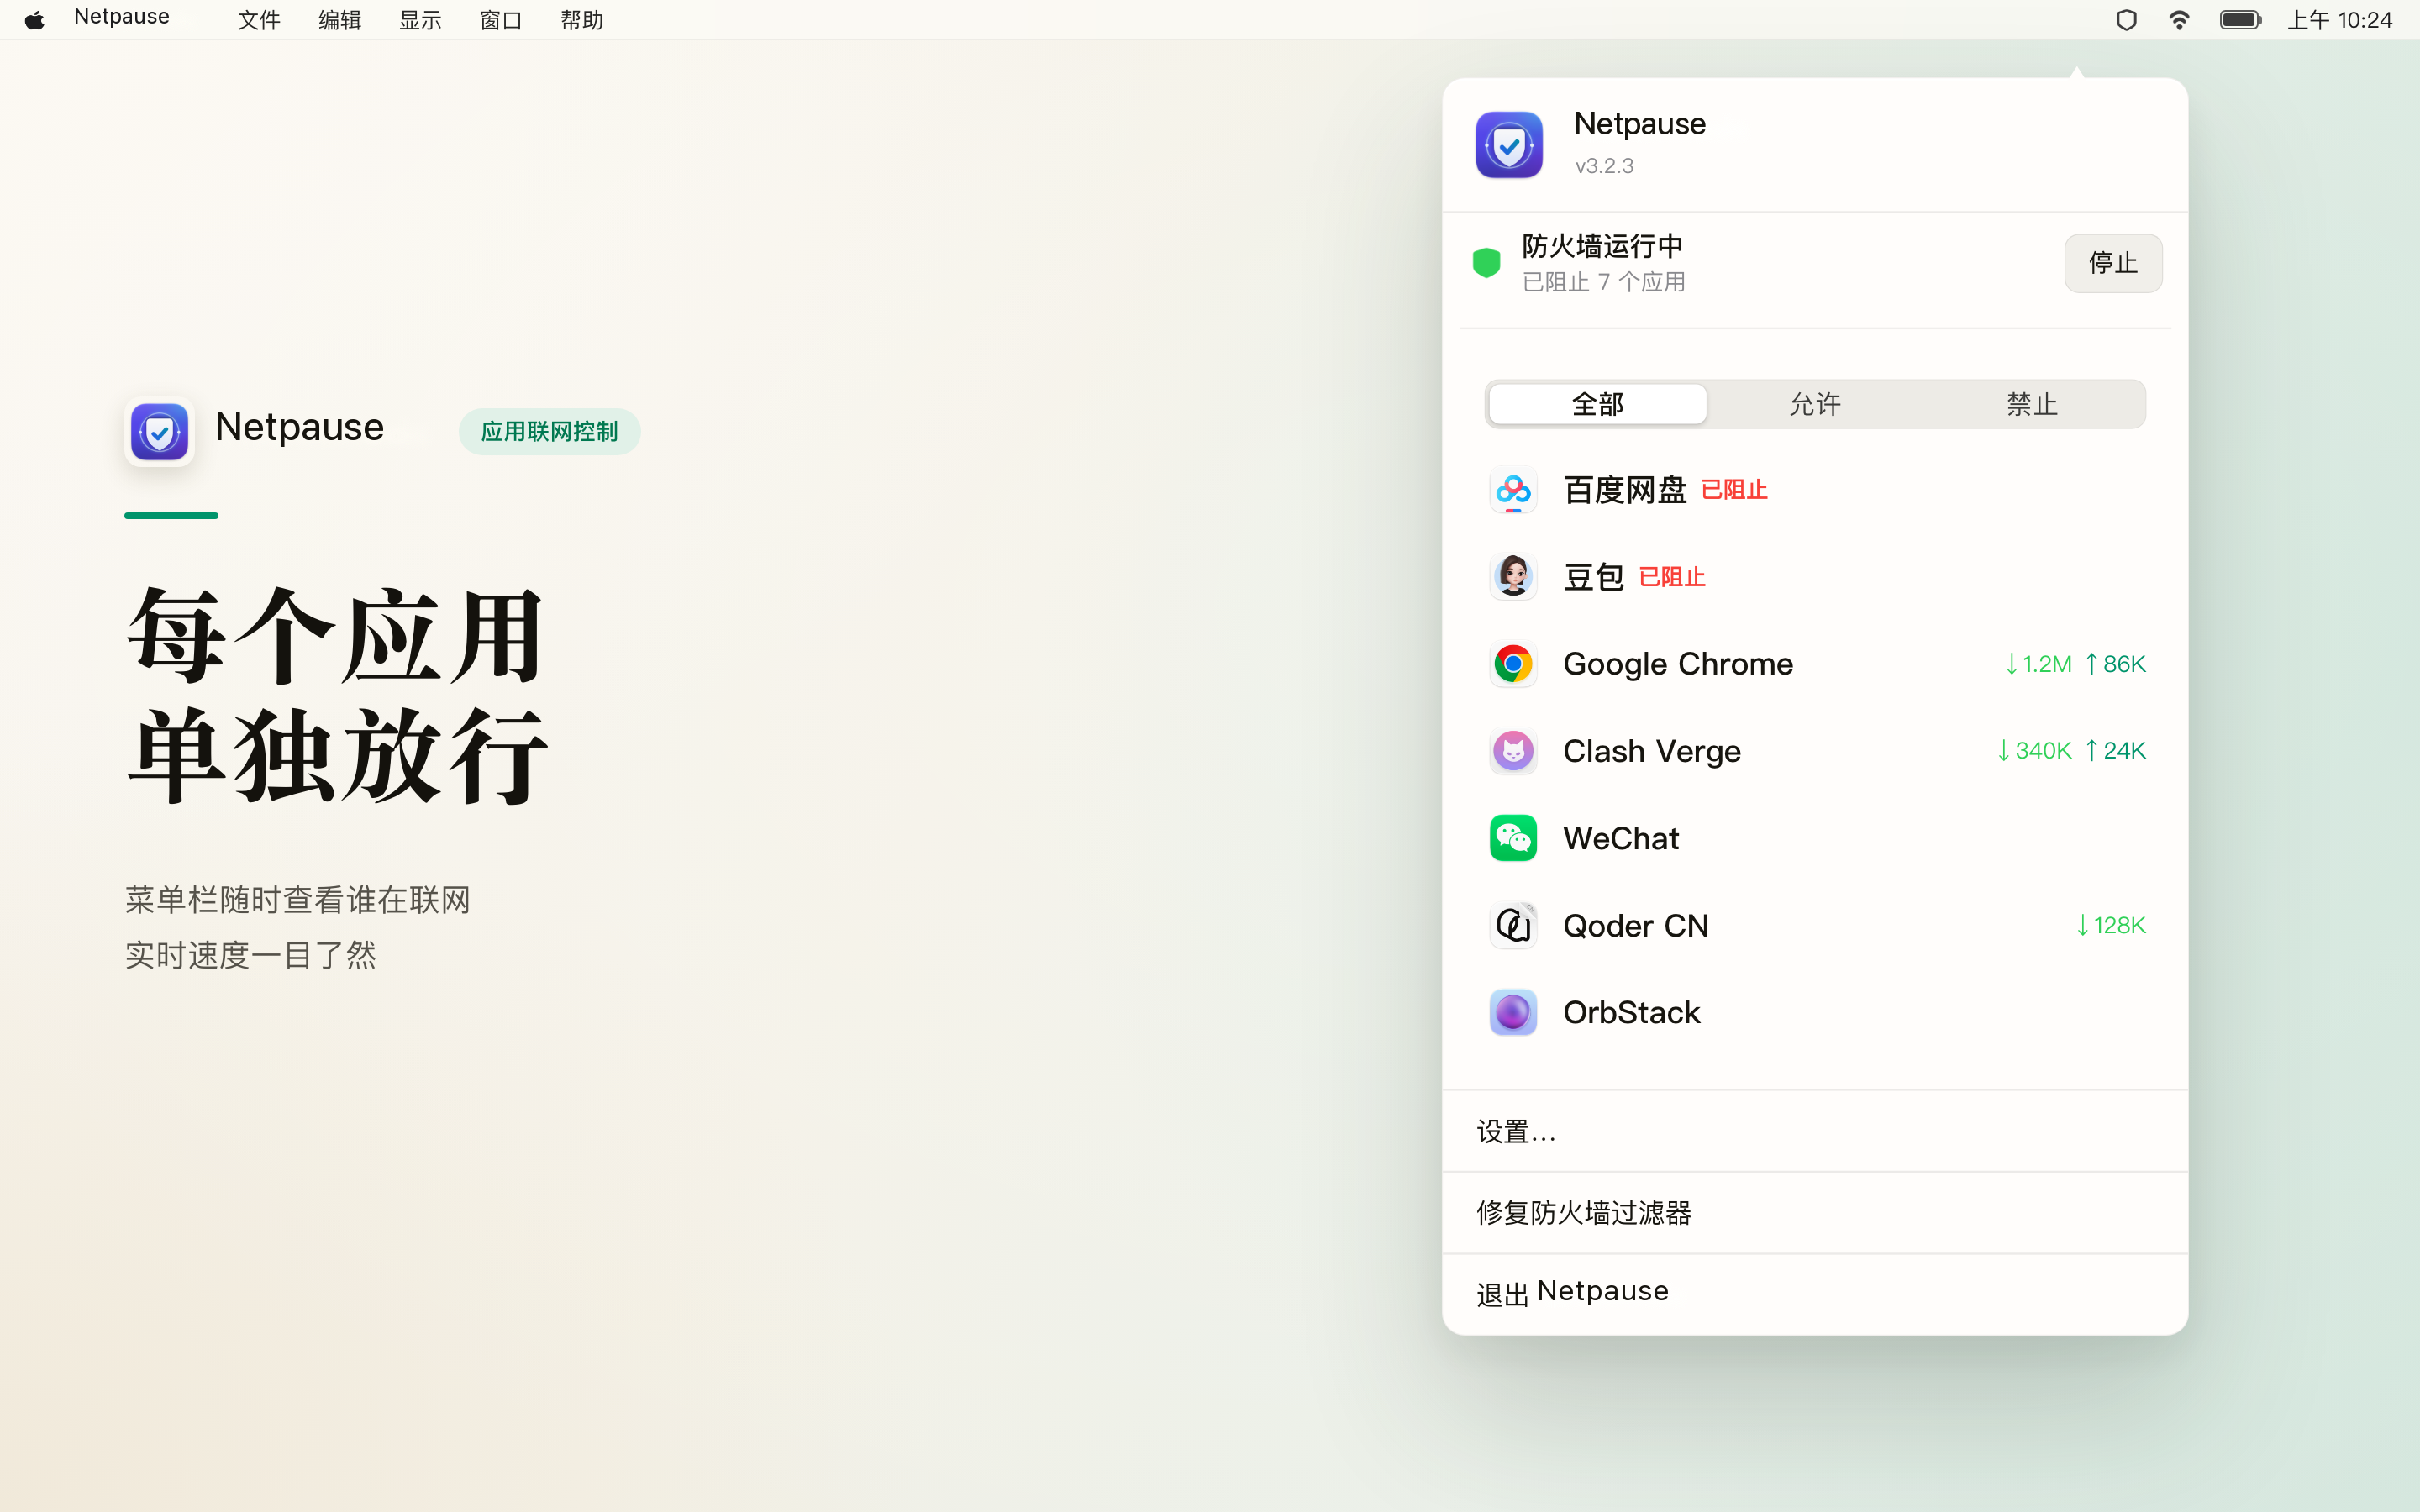 Netpause 文件 编辑 显示 窗口 帮助 上午 10:24
Netpause 应用联网控制
每个应用
单独放行
菜单栏随时查看谁在联网
实时速度一目了然
Netpause
v3.2.3
防火墙运行中
已阻止 7 个应用
停止
全部 允许 禁止
百度网盘 已阻止
豆包 已阻止
Google Chrome ↓1.2M ↑86K
Clash Verge ↓340K ↑24K
WeChat
Qoder CN ↓128K
OrbStack
设置...
修复防火墙过滤器
退出 Netpause